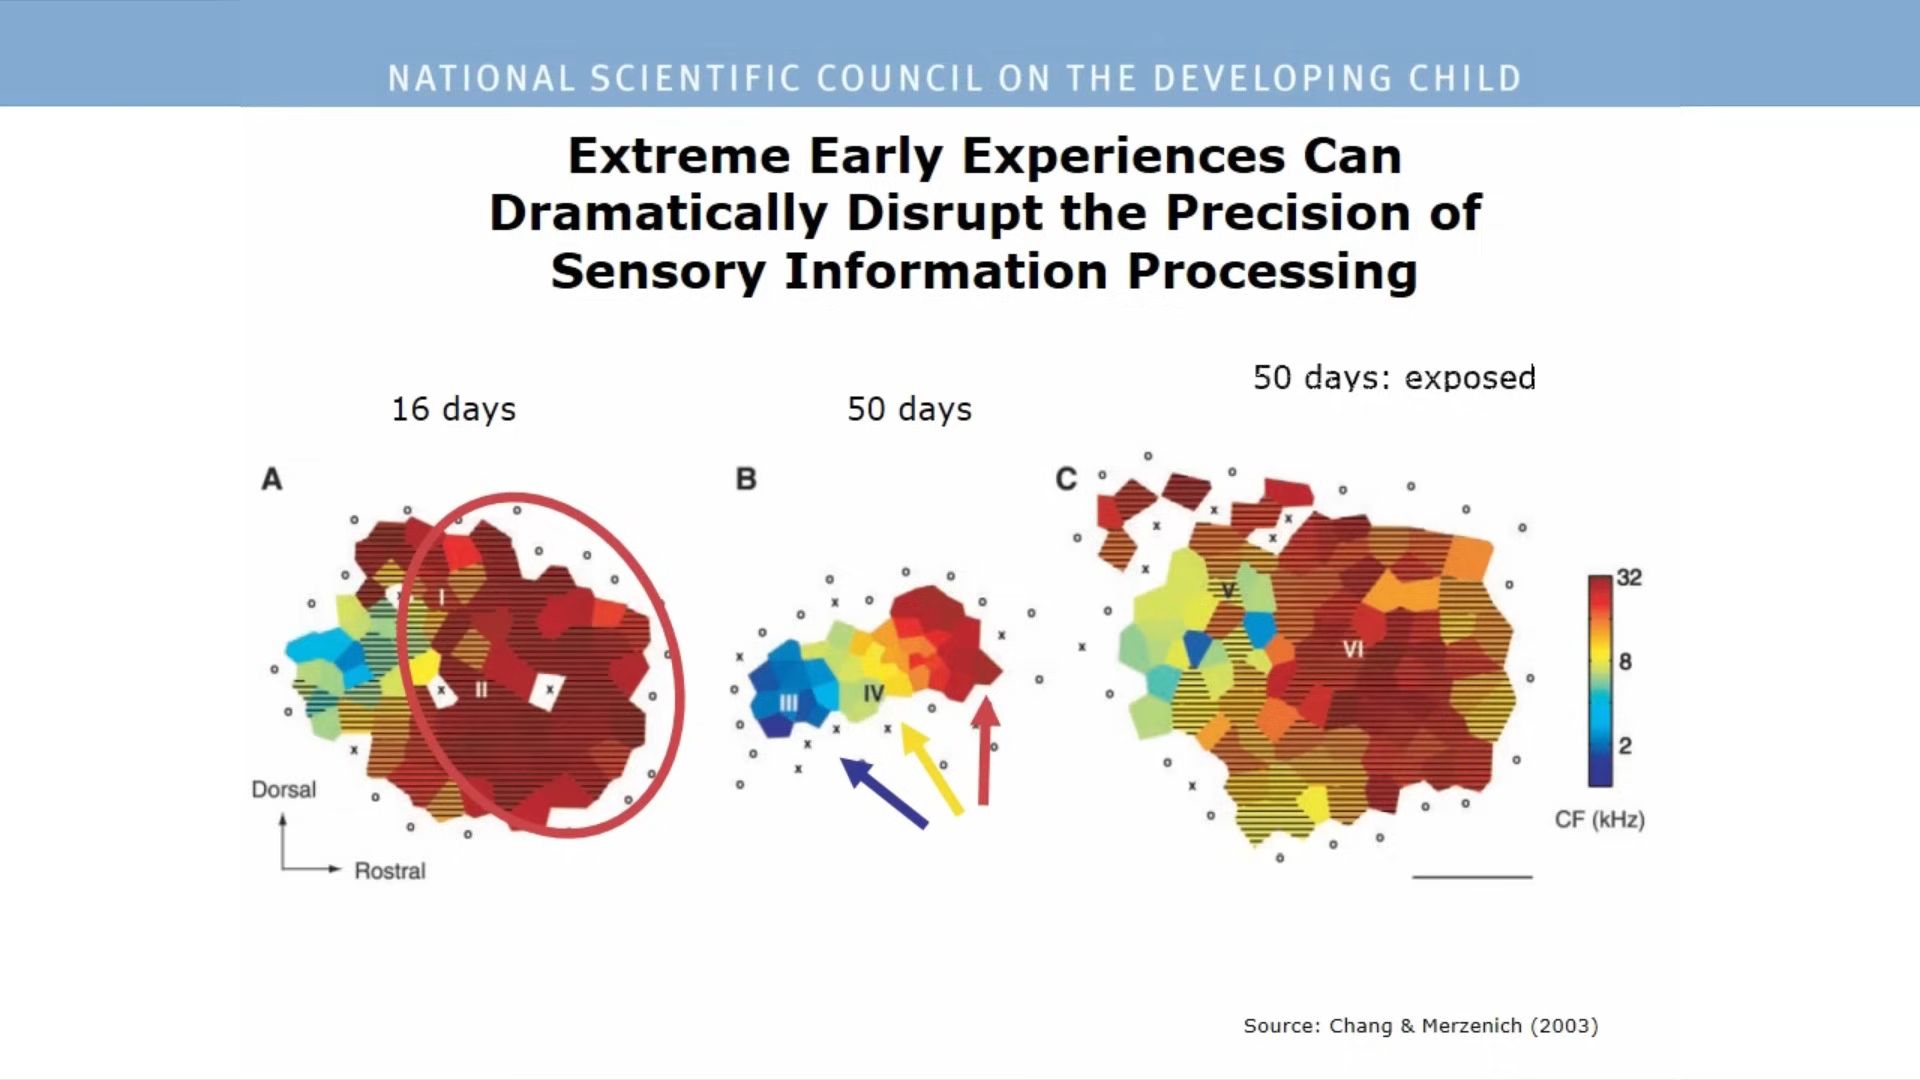 NATIONAL SCIENTIFIC COUNCIL ON THE DEVELOPING CHILD
Extreme Early Experiences Can
Dramatically Disrupt the Precision of
Sensory Information Processing
16 days
50 days
50 days: exposed
A
B
C
I
II
III
IV
V
VI
32
8
2
CF (kHz)
Dorsal
Rostral
Source: Chang & Merzenich (2003)